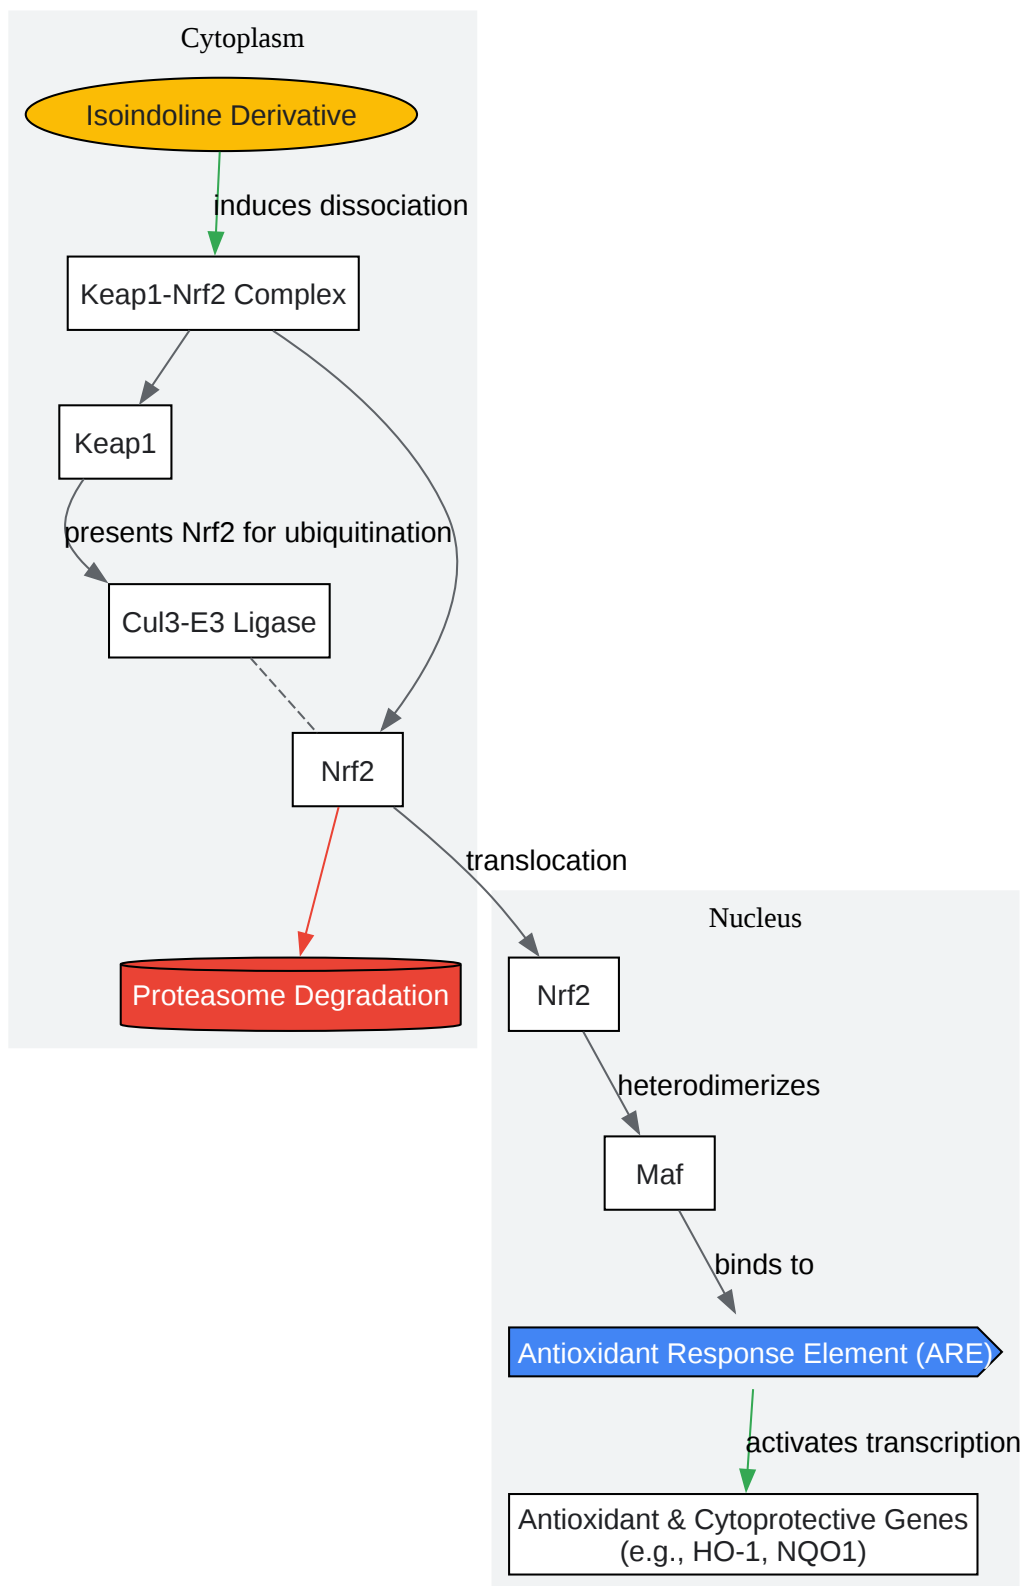 Cytoplasm
Isoindoline Derivative
induces dissociation
Keap1-Nrf2 Complex
Keap1
presents Nrf2 for ubiquitination
Cul3-E3 Ligase
Nrf2
translocation
Proteasome Degradation
Nucleus
Nrf2
heterodimerizes
Maf
binds to
Antioxidant Response Element (ARE)
activates transcription
Antioxidant & Cytoprotective Genes
(e.g., HO-1, NQO1)